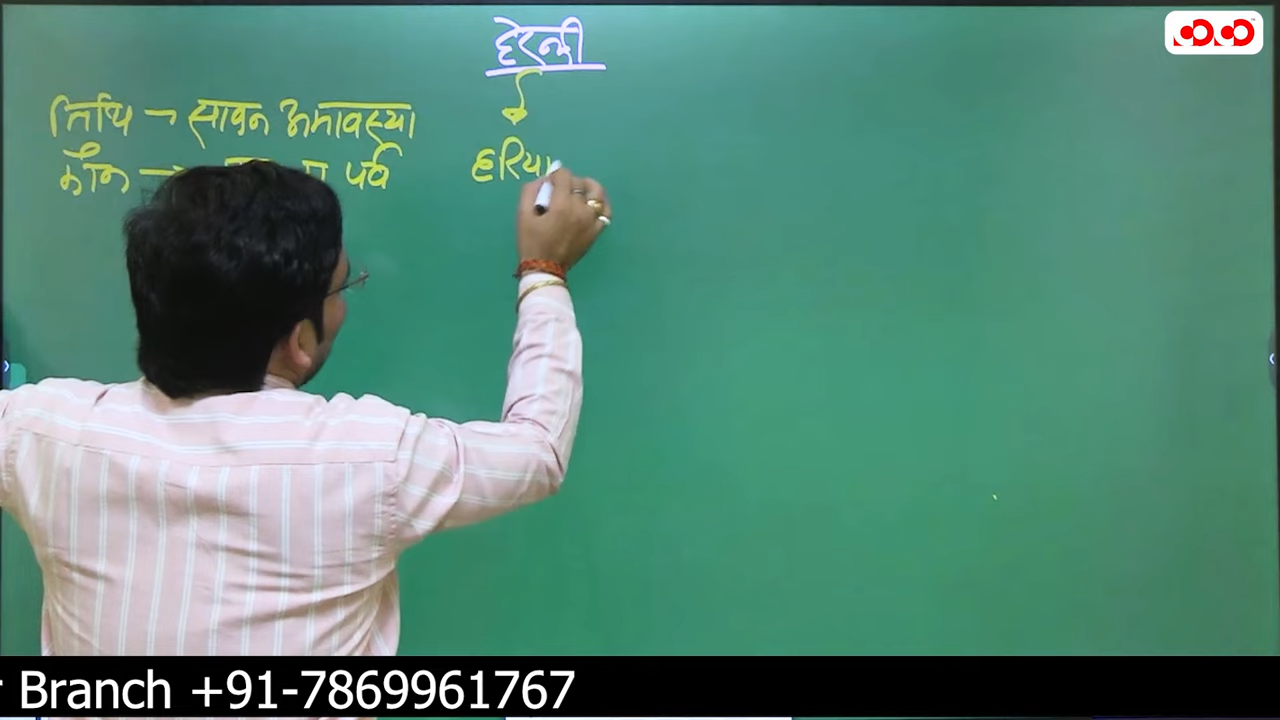 हरेली
तिथि → सावन अमावस्या
कौन → पर्व
हरिया
Branch +91-7869961767